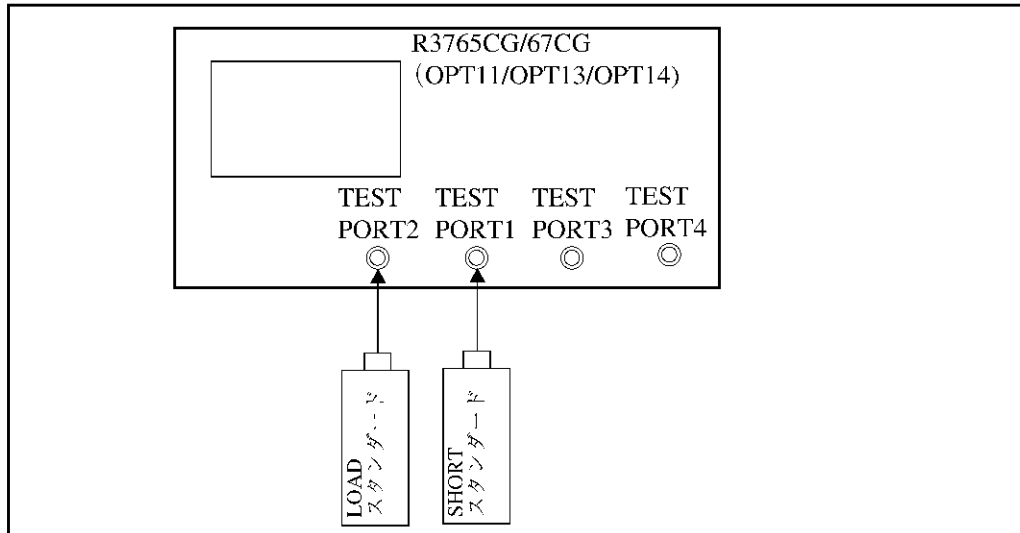 R3765CG/67CG
(OPT11/OPT13/OPT14)
TEST TEST TEST TEST
PORT2 PORT1 PORT3 PORT4
LOAD
スタンダード
SHORT
スタンダード